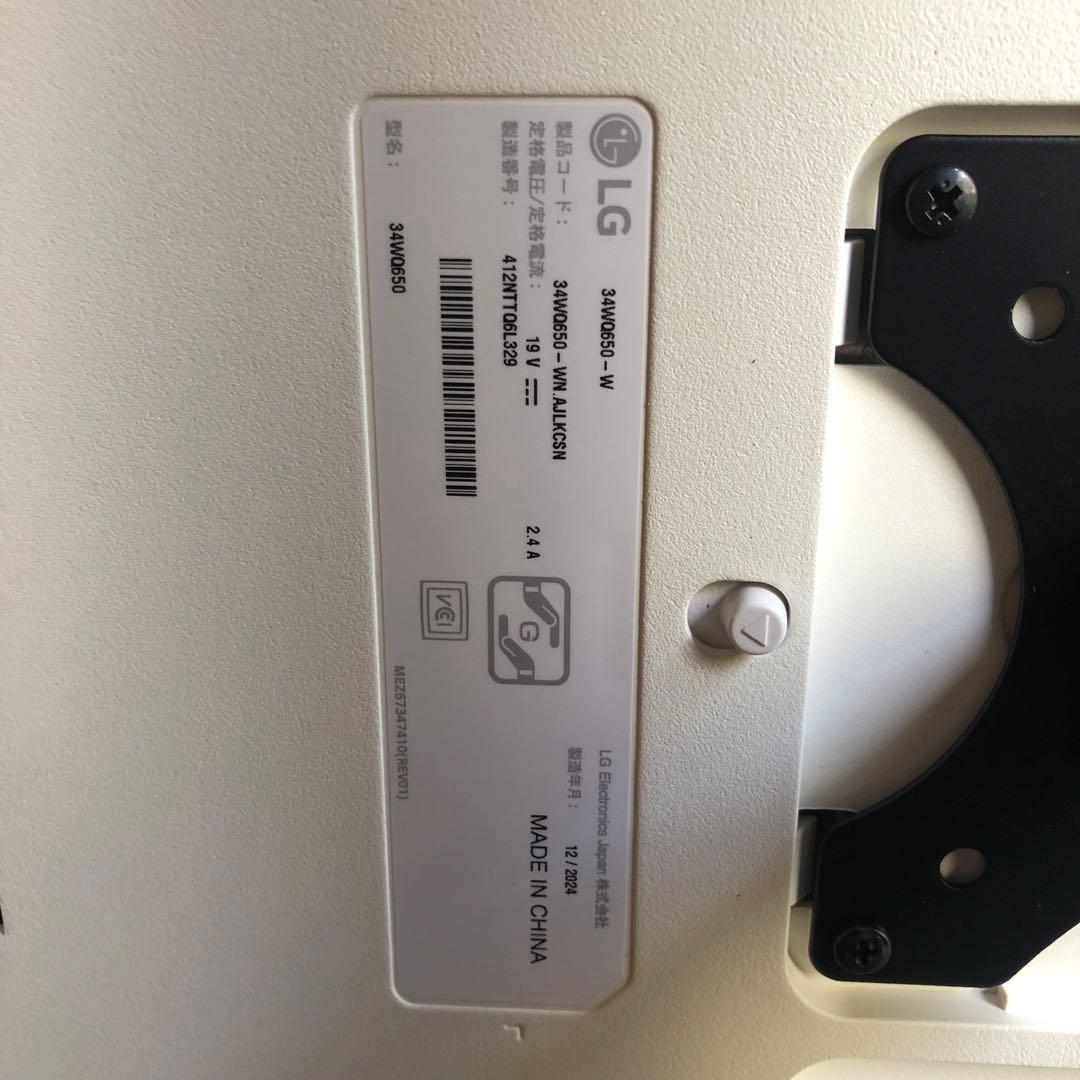 LG
34WQ650-W
製品コード: 34WQ650-WN.AJLKCSN
定格電圧/定格電流: 19 V ⎓ 2.4 A
製造番号: 412NTTQ6L329
型名: 34WQ650
VCCI
G
MEZ67347410(REV01)
LG Electronics Japan 株式会社
製造年月: 12 / 2024
MADE IN CHINA